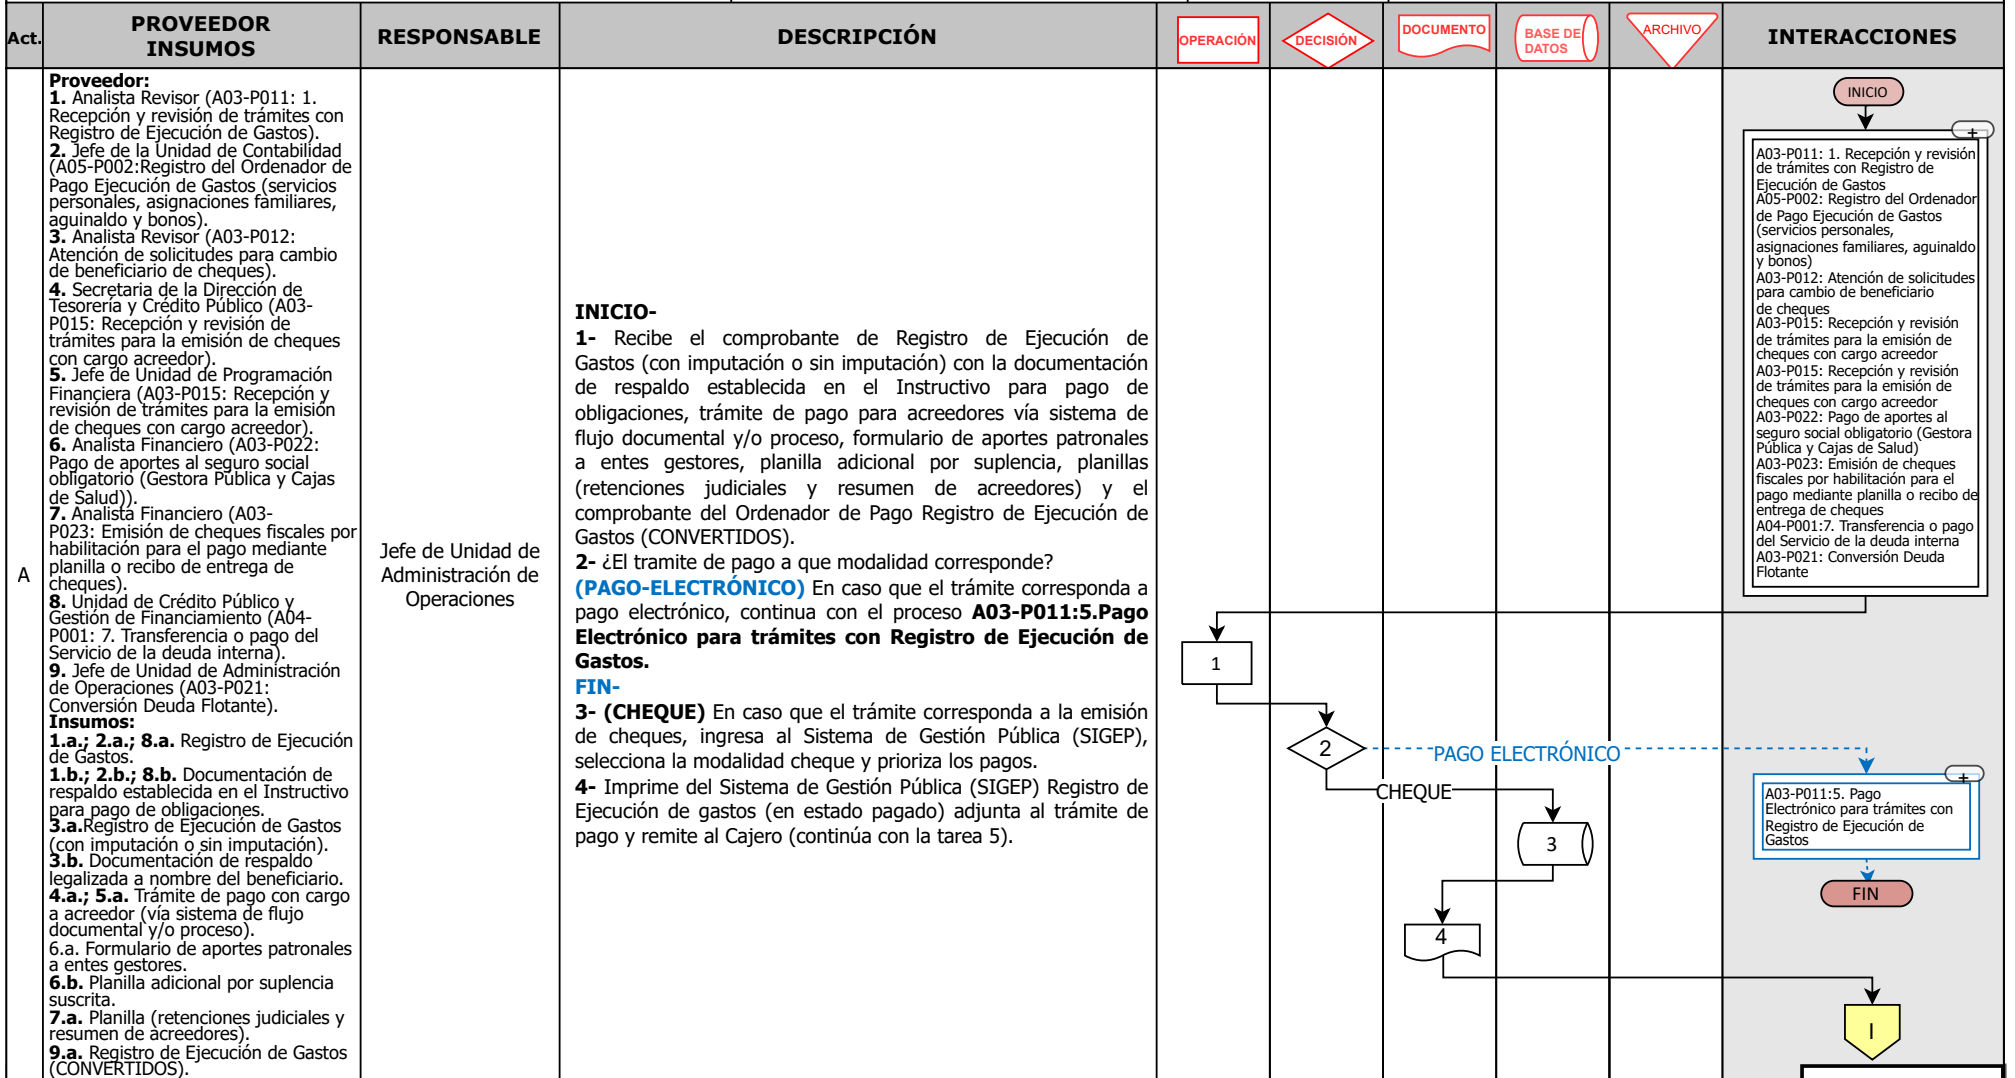 Act.
PROVEEDOR
INSUMOS
RESPONSABLE
DESCRIPCIÓN
OPERACIÓN
DECISIÓN
DOCUMENTO
BASE DE
DATOS
ARCHIVO
INTERACCIONES
A
Proveedor:
1. Analista Revisor (A03-P011: 1.
Recepción y revisión de trámites con
Registro de Ejecución de Gastos).
2. Jefe de la Unidad de Contabilidad
(A05-P002:Registro del Ordenador de
Pago Ejecución de Gastos (servicios
personales, asignaciones familiares,
aguinaldo y bonos).
3. Analista Revisor (A03-P012:
Atención de solicitudes para cambio
de beneficiario de cheques).
4. Secretaria de la Dirección de
Tesorería y Crédito Público (A03-
P015: Recepción y revisión de
trámites para la emisión de cheques
con cargo acreedor).
5. Jefe de Unidad de Programación
Financiera (A03-P015: Recepción y
revisión de trámites para la emisión
de cheques con cargo acreedor).
6. Analista Financiero (A03-P022:
Pago de aportes al seguro social
obligatorio (Gestora Pública y Cajas
de Salud)).
7. Analista Financiero (A03-
P023: Emisión de cheques fiscales por
habilitación para el pago mediante
planilla o recibo de entrega de
cheques).
8. Unidad de Crédito Público y
Gestión de Financiamiento (A04-
P001: 7. Transferencia o pago del
Servicio de la deuda interna).
9. Jefe de Unidad de Administración
de Operaciones (A03-P021:
Conversión Deuda Flotante).
Insumos:
1.a.; 2.a.; 8.a. Registro de Ejecución
de Gastos.
1.b.; 2.b.; 8.b. Documentación de
respaldo establecida en el Instructivo
para pago de obligaciones.
3.a.Registro de Ejecución de Gastos
(con imputación o sin imputación).
3.b. Documentación de respaldo
legalizada a nombre del beneficiario.
4.a.; 5.a. Trámite de pago con cargo
a acreedor (vía sistema de flujo
documental y/o proceso).
6.a. Formulario de aportes patronales
a entes gestores.
6.b. Planilla adicional por suplencia
suscrita.
7.a. Planilla (retenciones judiciales y
resumen de acreedores).
9.a. Registro de Ejecución de Gastos
(CONVERTIDOS).
Jefe de Unidad de
Administración de
Operaciones
INICIO-
1- Recibe el comprobante de Registro de Ejecución de
Gastos (con imputación o sin imputación) con la documentación
de respaldo establecida en el Instructivo para pago de
obligaciones, trámite de pago para acreedores vía sistema de
flujo documental y/o proceso, formulario de aportes patronales
a entes gestores, planilla adicional por suplencia, planillas
(retenciones judiciales y resumen de acreedores) y el
comprobante del Ordenador de Pago Registro de Ejecución de
Gastos (CONVERTIDOS).
2- ¿El tramite de pago a que modalidad corresponde?
(PAGO-ELECTRÓNICO) En caso que el trámite corresponda a
pago electrónico, continua con el proceso A03-P011:5.Pago
Electrónico para trámites con Registro de Ejecución de
Gastos.
FIN-
3- (CHEQUE) En caso que el trámite corresponda a la emisión
de cheques, ingresa al Sistema de Gestión Pública (SIGEP),
selecciona la modalidad cheque y prioriza los pagos.
4- Imprime del Sistema de Gestión Pública (SIGEP) Registro de
Ejecución de gastos (en estado pagado) adjunta al trámite de
pago y remite al Cajero (continúa con la tarea 5).
INICIO
+
A03-P011: 1. Recepción y revisión
de trámites con Registro de
Ejecución de Gastos
A05-P002: Registro del Ordenador
de Pago Ejecución de Gastos
(servicios personales,
asignaciones familiares, aguinaldo
y bonos)
A03-P012: Atención de solicitudes
para cambio de beneficiario
de cheques
A03-P015: Recepción y revisión
de trámites para la emisión de
cheques con cargo acreedor
A03-P015: Recepción y revisión
de trámites para la emisión de
cheques con cargo acreedor
A03-P022: Pago de aportes al
seguro social obligatorio (Gestora
Pública y Cajas de Salud)
A03-P023: Emisión de cheques
fiscales por habilitación para el
pago mediante planilla o recibo de
entrega de cheques
A04-P001:7. Transferencia o pago
del Servicio de la deuda interna
A03-P021: Conversión Deuda
Flotante
1
2
PAGO ELECTRÓNICO
CHEQUE
3
4
+
A03-P011:5. Pago
Electrónico para trámites con
Registro de Ejecución de
Gastos
FIN
I